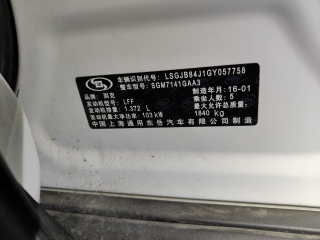 车辆识别代号: LSGJB84J1GY057758
整车型号: SGM7141GAA3
品牌: 别克 制造年月: 16-01
发动机型号: LFF 乘坐人数: 5
发动机排量: 1.372 L 最大允许总质量:
发动机最大净功率: 103 kW 1840 kg
中国上海通用东岳汽车有限公司